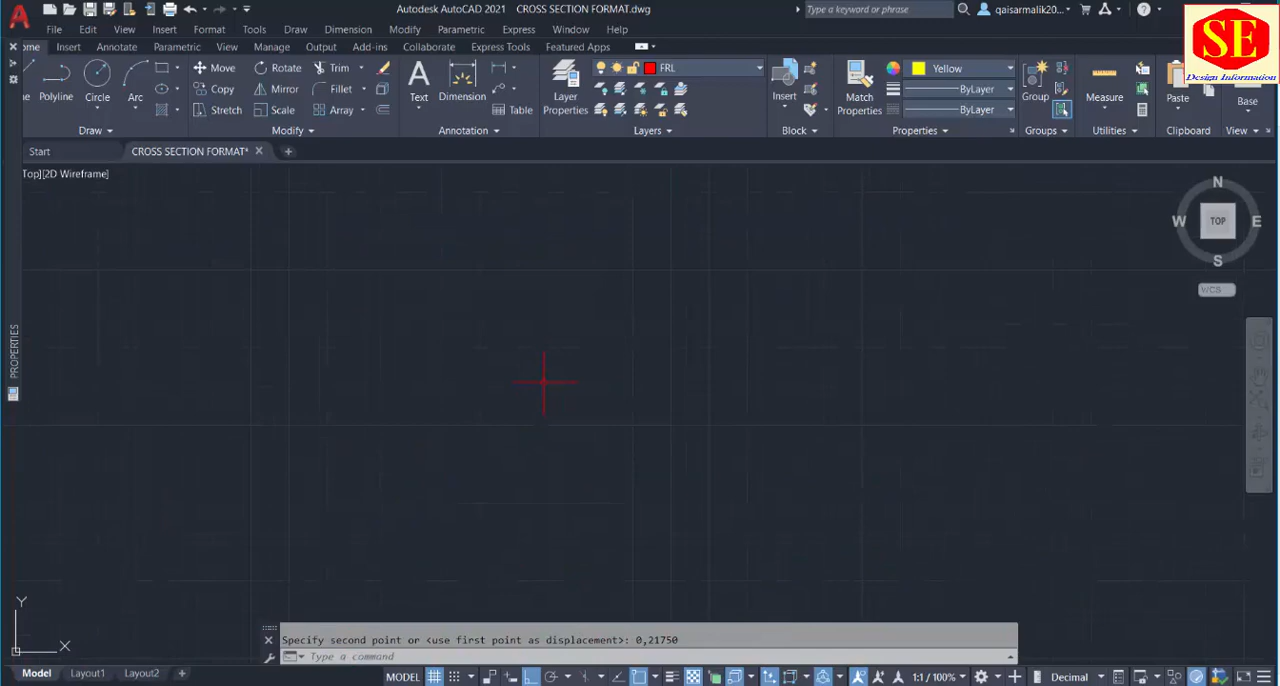 Autodesk AutoCAD 2021 CROSS SECTION FORMAT.dwg
Type a keyword or phrase
qaisarmalik20...
SE
Design Information
File Edit View Insert Format Tools Draw Dimension Modify Parametric Express Window Help
ome Insert Annotate Parametric View Manage Output Add-ins Collaborate Express Tools Featured Apps
Move Rotate Trim
FRL
Yellow
Copy Mirror Fillet
ByLayer
Stretch Scale Array
Table
ByLayer
e Polyline Circle Arc
Text Dimension
Layer
Properties
Insert
Match
Properties
Group
Measure
Paste
Base
Draw Modify Annotation Layers Block Properties Groups Utilities Clipboard View
Start CROSS SECTION FORMAT*
Top][2D Wireframe]
N
W TOP E
S
WCS
PROPERTIES
Y
X
Specify second point or <use first point as displacement>: 0,21750
Type a command
Model Layout1 Layout2
MODEL 1:1 / 100% Decimal